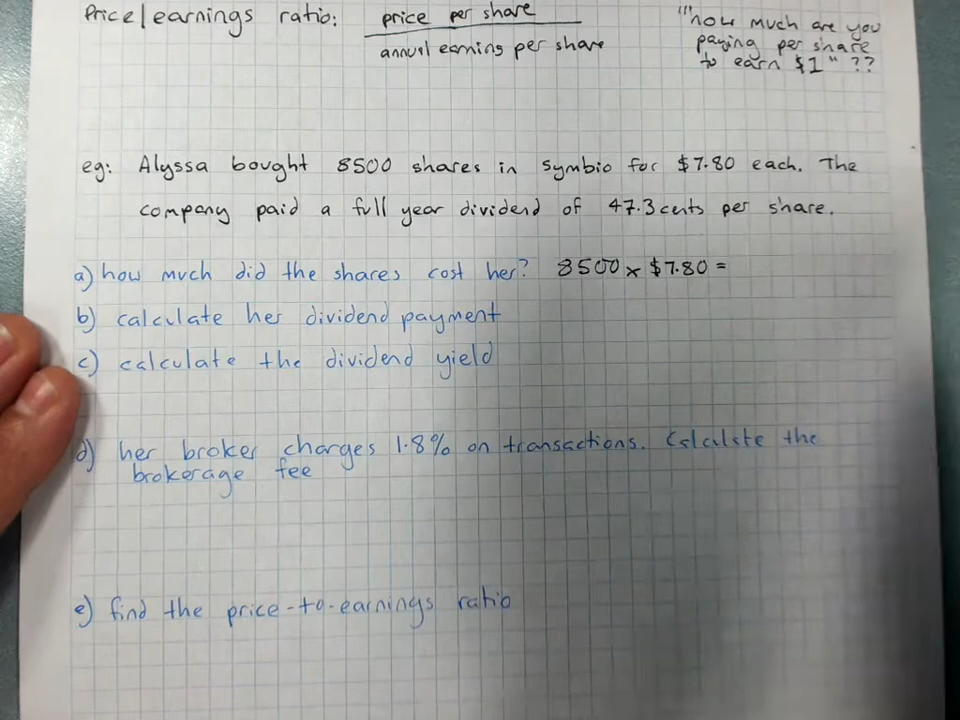 Price/earnings ratio: price per share
annual earning per share
"how much are you
paying per share
to earn $1" ??
eg: Alyssa bought 8500 shares in Symbio for $7.80 each. The
company paid a full year dividend of 47.3 cents per share.
a) how much did the shares cost her? 8500 x $7.80 =
b) calculate her dividend payment
c) calculate the dividend yield
d) her broker charges 1.8% on transactions. Calculate the
brokerage fee
e) find the price-to-earnings ratio